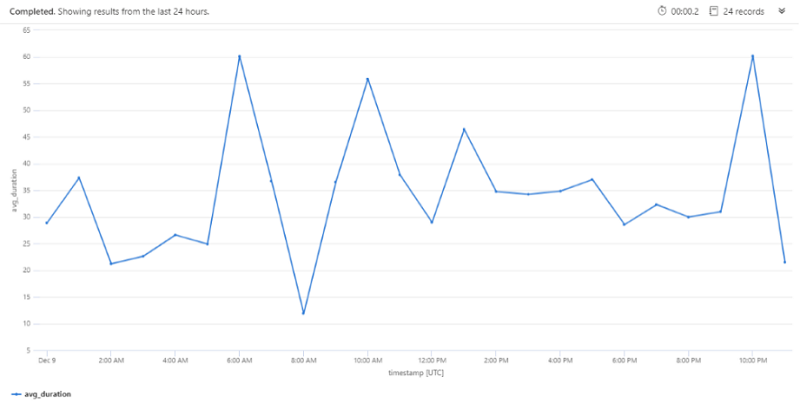 Completed. Showing results from the last 24 hours.
00:00.2
24 records
65
60
55
50
45
40
35
30
25
20
15
10
5
avg_duration
Dec 9
2:00 AM
4:00 AM
6:00 AM
8:00 AM
10:00 AM
12:00 PM
2:00 PM
4:00 PM
6:00 PM
8:00 PM
10:00 PM
timestamp [UTC]
avg_duration